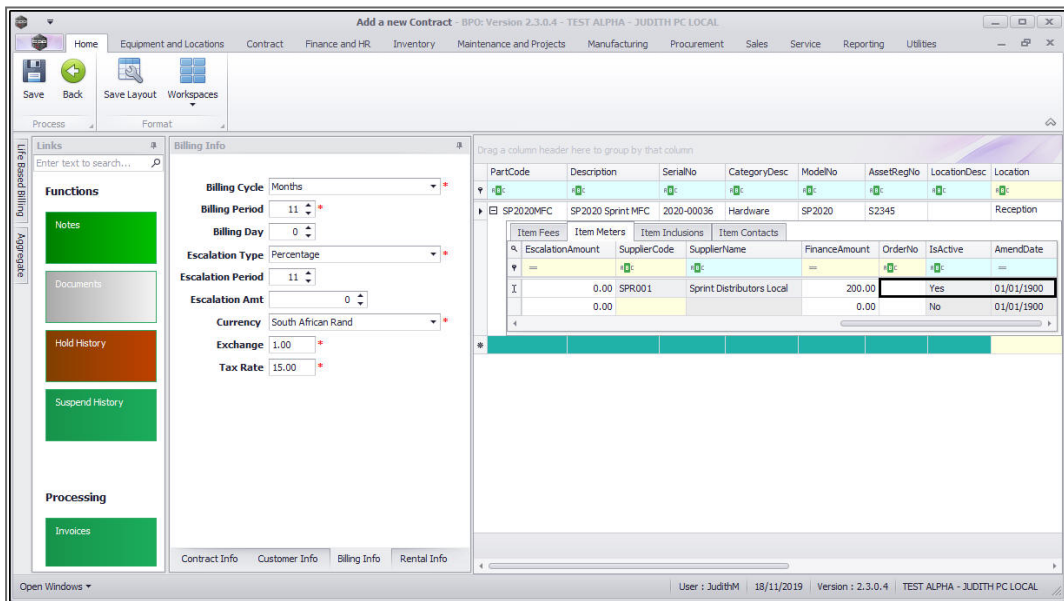 BPO
Add a new Contract - BPO: Version 2.3.0.4 - TEST ALPHA - JUDITH PC LOCAL
Home Equipment and Locations Contract Finance and HR Inventory Maintenance and Projects Manufacturing Procurement Sales Service Reporting Utilities
Save Back Save Layout Workspaces
Process Format
Life Based Billing
Aggregate
Links
Enter text to search...
Functions
Notes
Documents
Hold History
Suspend History
Processing
Invoices
Billing Info
Billing Cycle Months *
Billing Period 11 *
Billing Day 0
Escalation Type Percentage *
Escalation Period 11
Escalation Amt 0
Currency South African Rand *
Exchange 1.00 *
Tax Rate 15.00 *
Contract Info Customer Info Billing Info Rental Info
Drag a column header here to group by that column
PartCode Description SerialNo CategoryDesc ModelNo AssetRegNo LocationDesc Location
SP2020MFC SP2020 Sprint MFC 2020-00036 Hardware SP2020 S2345 Reception
Item Fees Item Meters Item Inclusions Item Contacts
EscalationAmount SupplierCode SupplierName FinanceAmount OrderNo IsActive AmendDate
= = =
0.00 SPR001 Sprint Distributors Local 200.00 Yes 01/01/1900
0.00 0.00 No 01/01/1900
Open Windows User : JudithM 18/11/2019 Version : 2.3.0.4 TEST ALPHA - JUDITH PC LOCAL